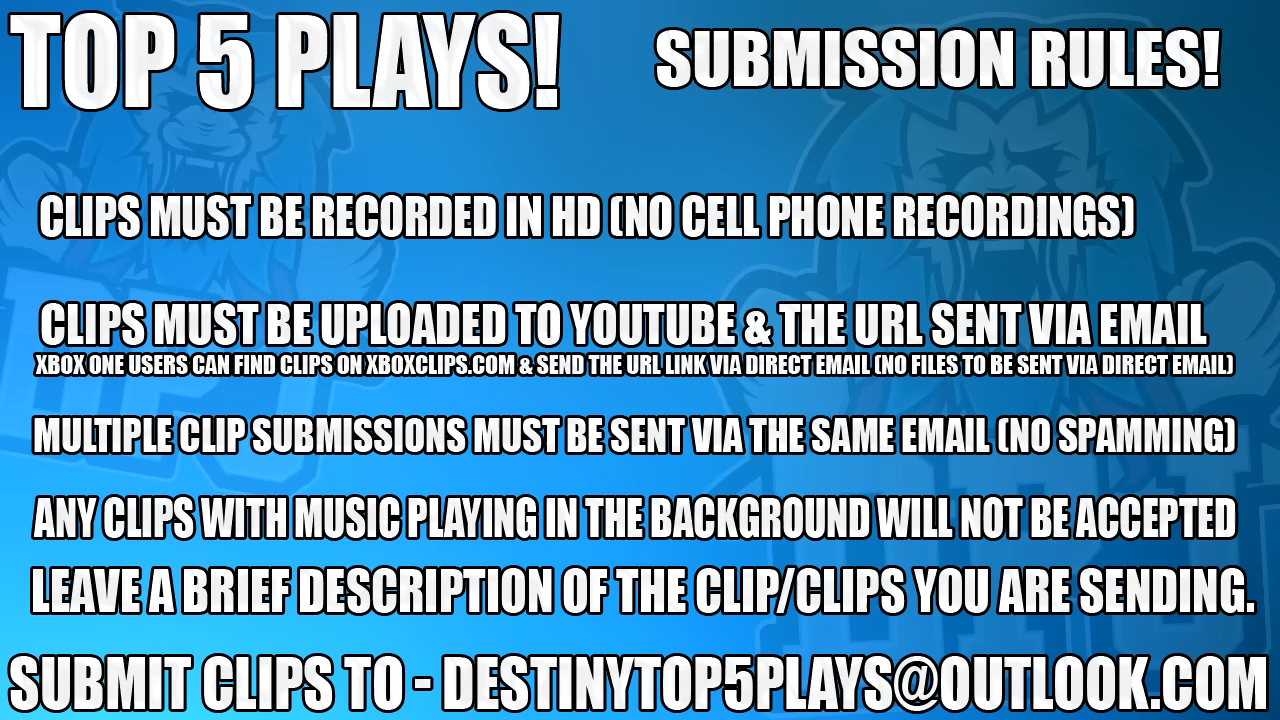 TOP 5 PLAYS!
SUBMISSION RULES!
CLIPS MUST BE RECORDED IN HD (NO CELL PHONE RECORDINGS)
CLIPS MUST BE UPLOADED TO YOUTUBE & THE URL SENT VIA EMAIL
XBOX ONE USERS CAN FIND CLIPS ON XBOXCLIPS.COM & SEND THE URL LINK VIA DIRECT EMAIL (NO FILES TO BE SENT VIA DIRECT EMAIL)
MULTIPLE CLIP SUBMISSIONS MUST BE SENT VIA THE SAME EMAIL (NO SPAMMING)
ANY CLIPS WITH MUSIC PLAYING IN THE BACKGROUND WILL NOT BE ACCEPTED
LEAVE A BRIEF DESCRIPTION OF THE CLIP/CLIPS YOU ARE SENDING.
SUBMIT CLIPS TO - DESTINYTOP5PLAYS@OUTLOOK.COM